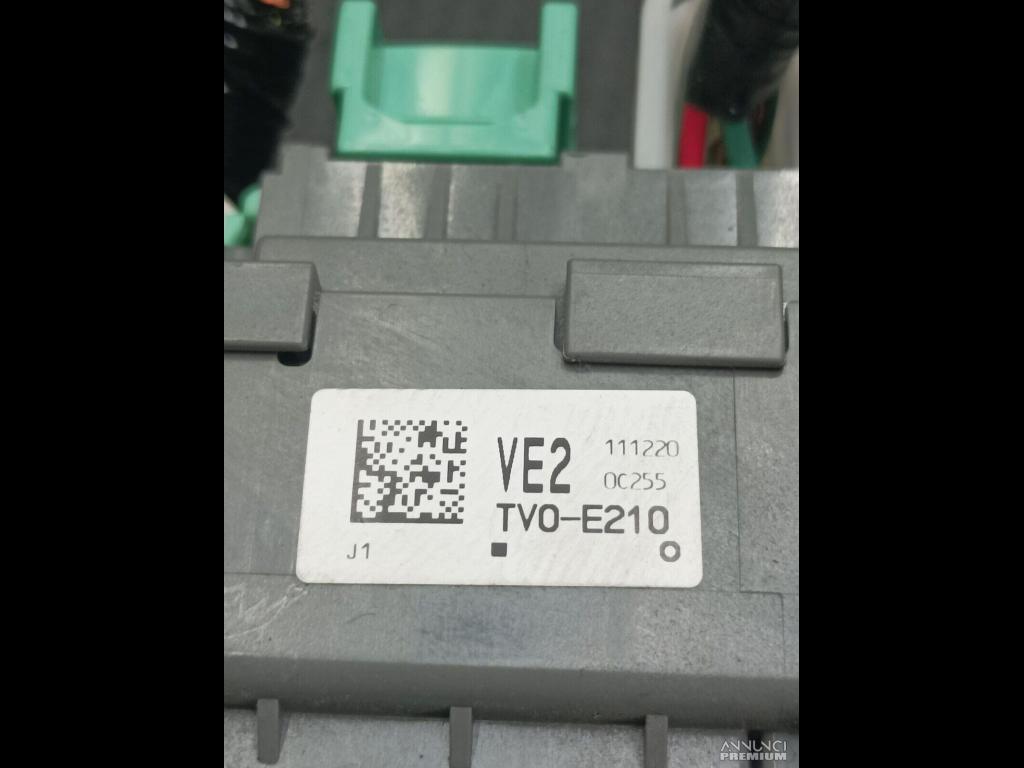 VE2 111220
0C255
TV0-E210
J1
ANNUNCI
PREMIUM